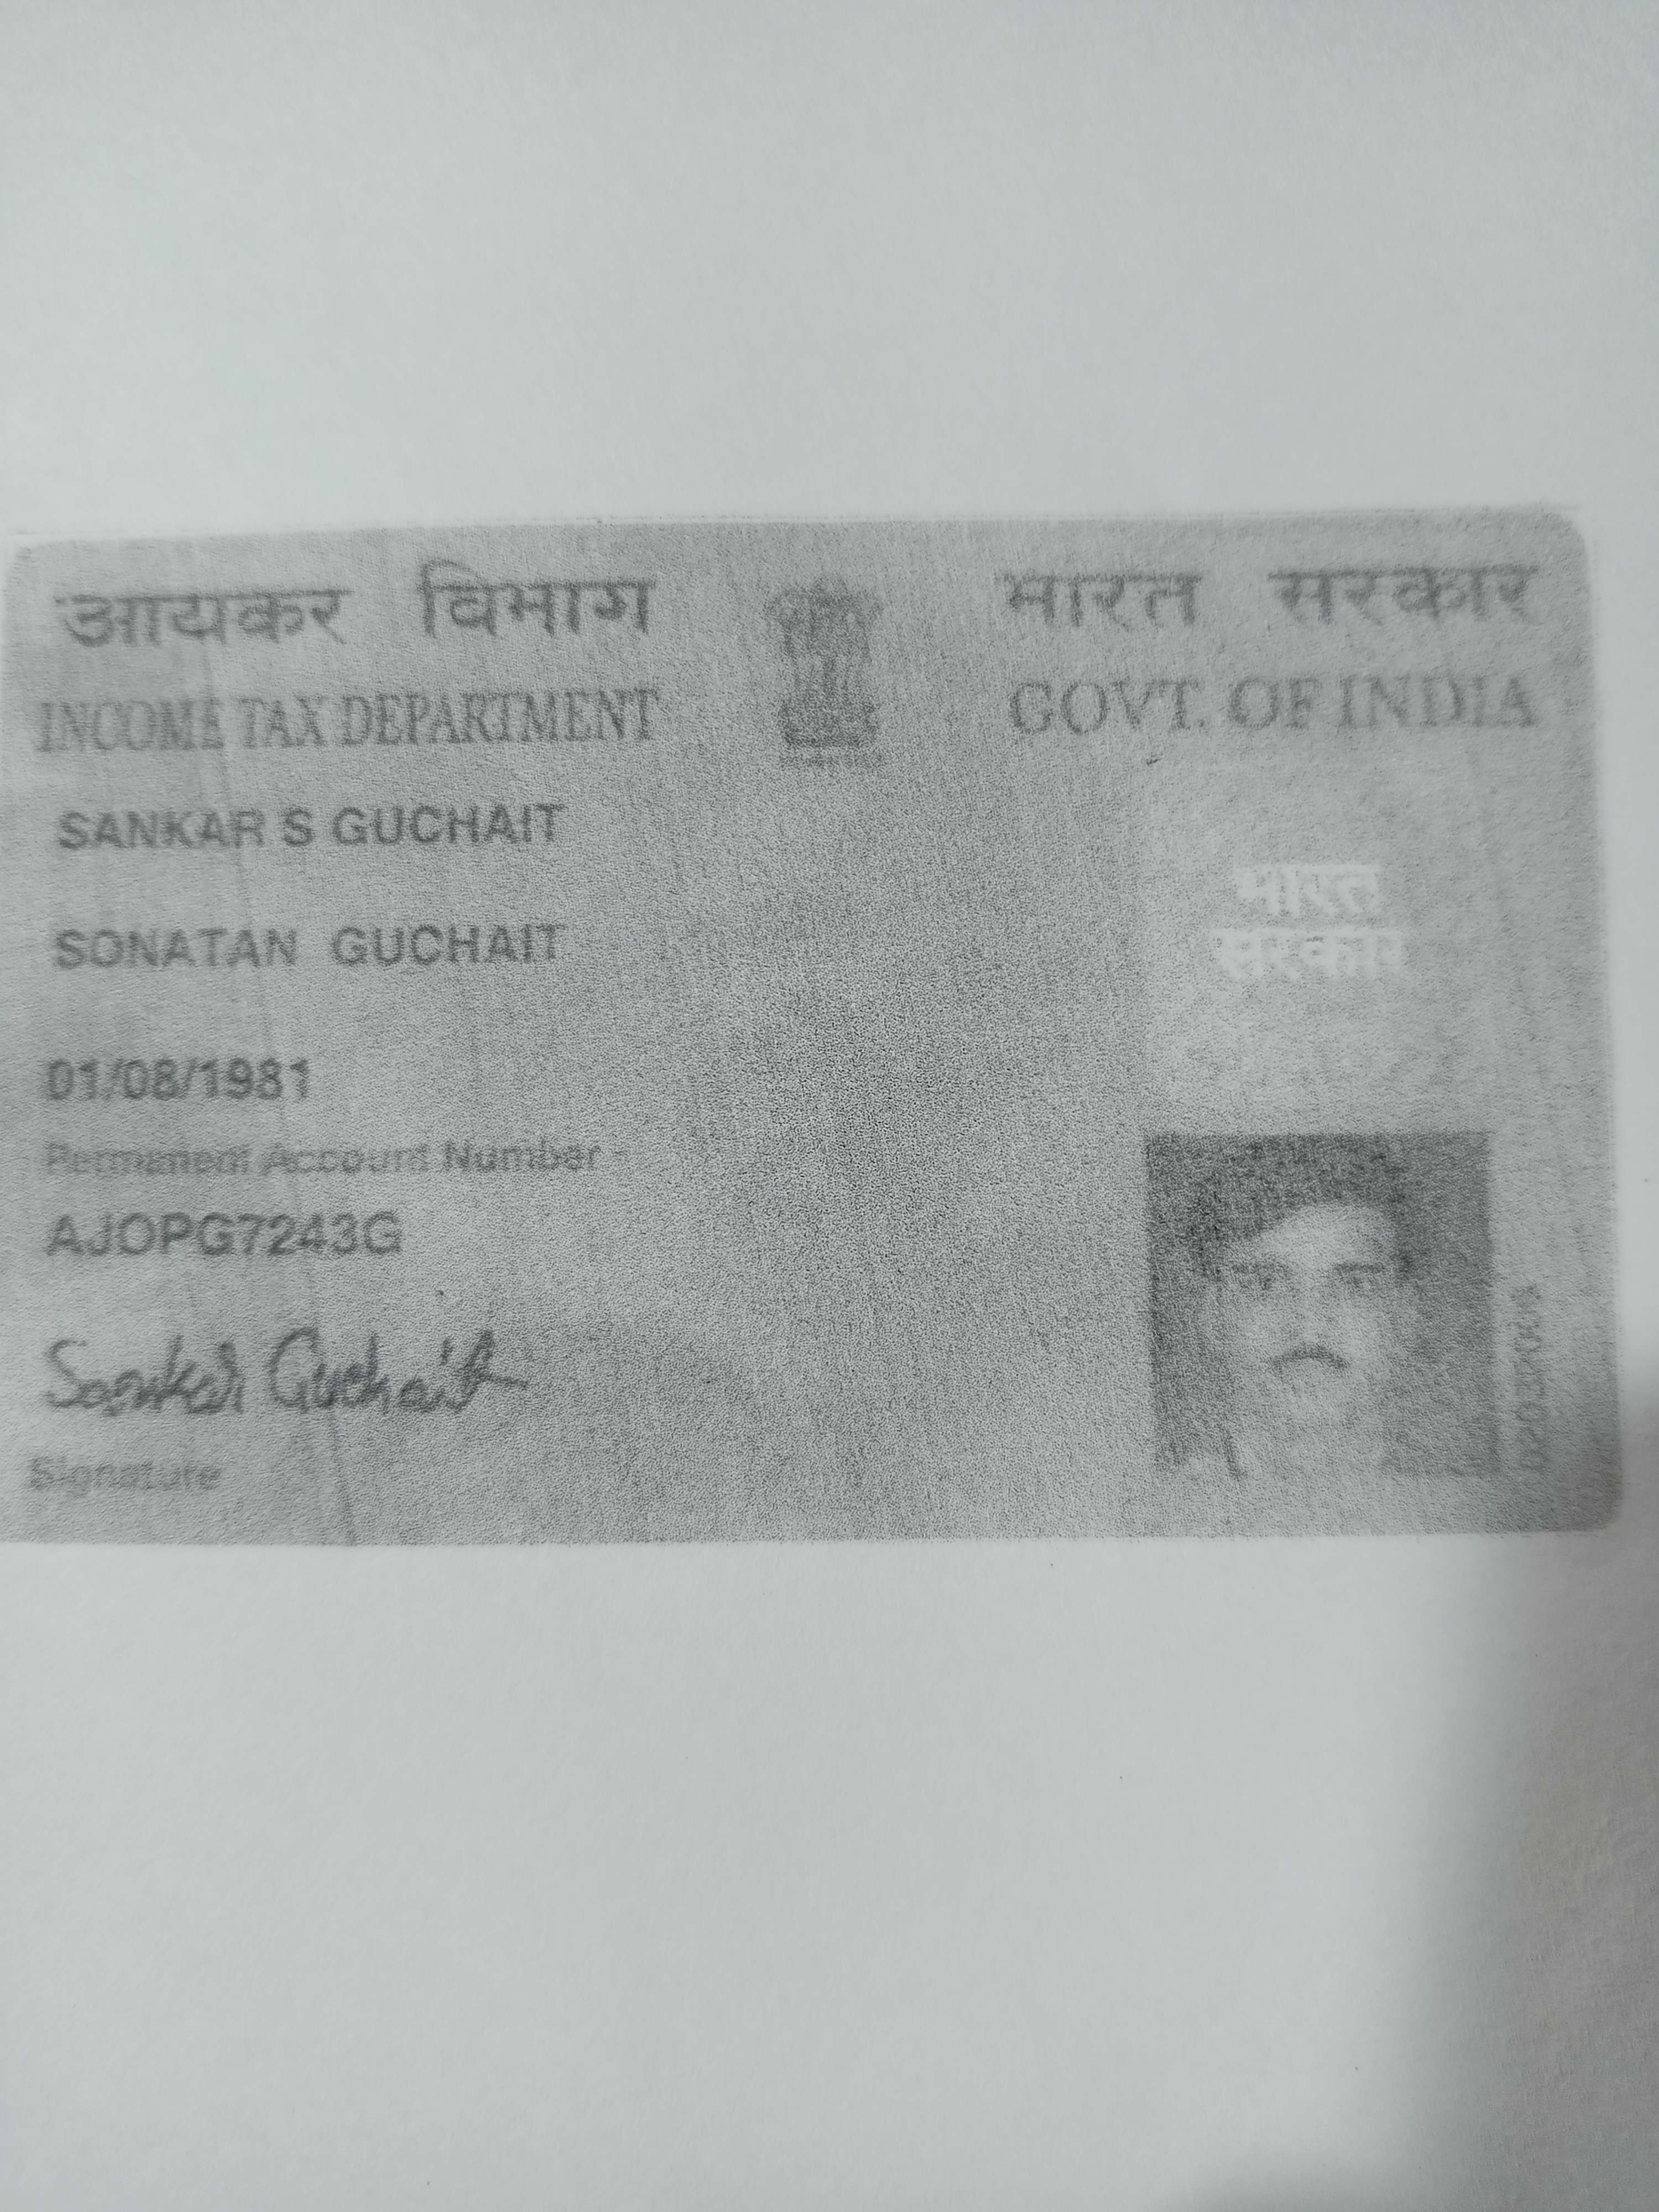 आयकर विभाग भारत सरकार
INCOME TAX DEPARTMENT GOVT. OF INDIA
SANKAR S GUCHAIT
SONATAN GUCHAIT
भारत
सरकार
01/08/1981
Permanent Account Number
AJOPG7243G
Sankar Guchait
Signature